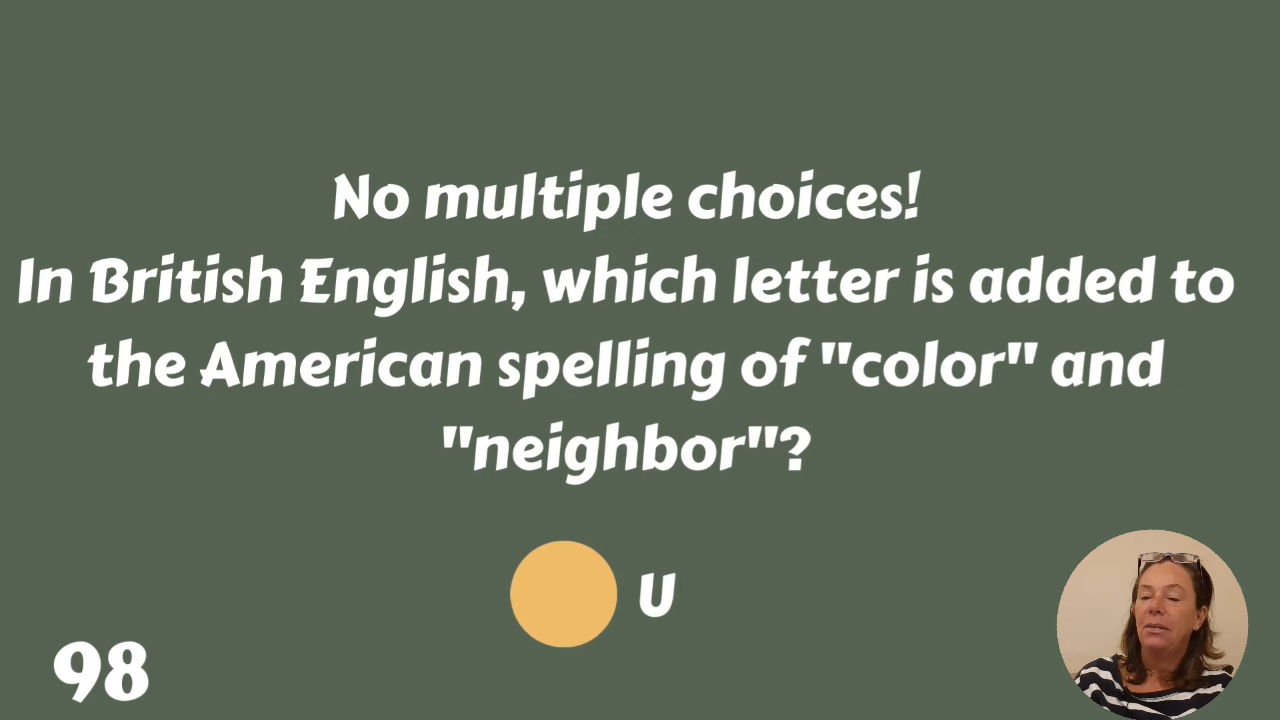 No multiple choices!
In British English, which letter is added to
the American spelling of "color" and
"neighbor"?
U
98